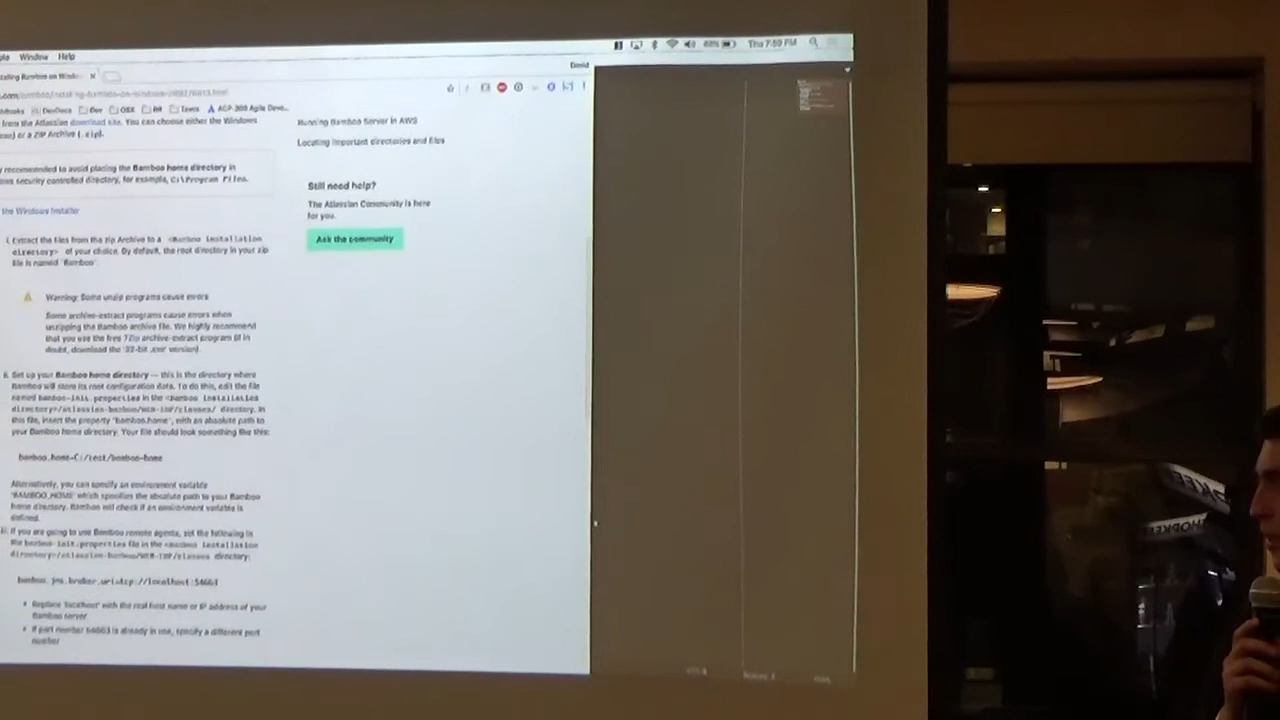 Window Help
Thu 7:59 PM
David
DevDocs Dev OSX Taxes ACP-300 Agile Deve...
from the Atlassian download site. You can choose either the Windows
or a ZIP Archive (.zip).
Running Bamboo Server in AWS
Locating important directories and files
recommended to avoid placing the Bamboo home directory in
security controlled directory, for example, C:\Program Files.
Still need help?
The Atlassian Community is here
for you.
Ask the community
the Windows Installer
Extract the files from the zip Archive to a <Bamboo installation
directory> of your choice. By default, the root directory in your zip
file is named 'Bamboo'.
Warning: Some unzip programs cause errors
Some archive-extract programs cause errors when
unzipping the Bamboo archive file. We highly recommend
that you use the free 7Zip archive-extract program (if in
doubt, download the '32-bit .exe' version).
Set up your Bamboo home directory — this is the directory where
Bamboo will store its root configuration data. To do this, edit the file
named bamboo-init.properties in the <bamboo installation
directory>/atlassian-bamboo/WEB-INF/classes/ directory. In
this file, insert the property "bamboo.home", with an absolute path to
your Bamboo home directory. Your file should look something like this:
bamboo.home=C:/test/bamboo-home
Alternatively, you can specify an environment variable
'BAMBOO_HOME' which specifies the absolute path to your Bamboo
home directory. Bamboo will check if an environment variable is
defined.
If you are going to use Bamboo remote agents, set the following in
the bamboo-init.properties file in the <bamboo installation
directory>/atlassian-bamboo/WEB-INF/classes directory:
bamboo.jms.broker.uri=tcp://localhost:54663
• Replace 'localhost' with the real host name or IP address of your
Bamboo server
• If port number 54663 is already in use, specify a different port
number